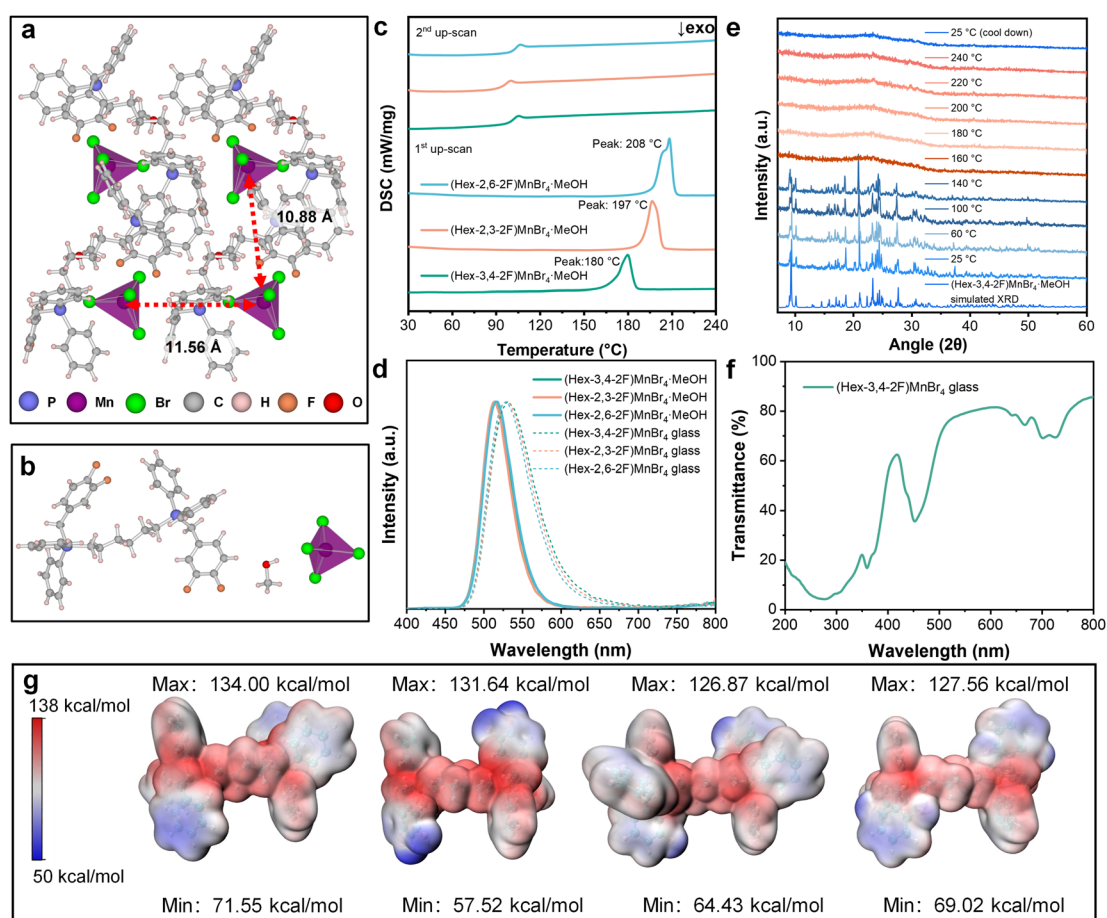 a
10.88 Å
11.56 Å
P Mn Br C H F O
b
c
↓exo
2nd up-scan
1st up-scan
Peak: 208 °C
(Hex-2,6-2F)MnBr4·MeOH
Peak: 197 °C
(Hex-2,3-2F)MnBr4·MeOH
Peak:180 °C
(Hex-3,4-2F)MnBr4·MeOH
DSC (mW/mg)
30 60 90 120 150 180 210 240
Temperature (°C)
d
(Hex-3,4-2F)MnBr4·MeOH
(Hex-2,3-2F)MnBr4·MeOH
(Hex-2,6-2F)MnBr4·MeOH
(Hex-3,4-2F)MnBr4 glass
(Hex-2,3-2F)MnBr4 glass
(Hex-2,6-2F)MnBr4 glass
Intensity (a.u.)
400 450 500 550 600 650 700 750 800
Wavelength (nm)
e
25 °C (cool down)
240 °C
220 °C
200 °C
180 °C
160 °C
140 °C
100 °C
60 °C
25 °C
(Hex-3,4-2F)MnBr4·MeOH
simulated XRD
Intensity (a.u.)
10 20 30 40 50 60
Angle (2θ)
f
(Hex-3,4-2F)MnBr4 glass
Transmittance (%)
100
80
60
40
20
0
200 300 400 500 600 700 800
Wavelength (nm)
g
138 kcal/mol
50 kcal/mol
Max: 134.00 kcal/mol
Max: 131.64 kcal/mol
Max: 126.87 kcal/mol
Max: 127.56 kcal/mol
Min: 71.55 kcal/mol
Min: 57.52 kcal/mol
Min: 64.43 kcal/mol
Min: 69.02 kcal/mol